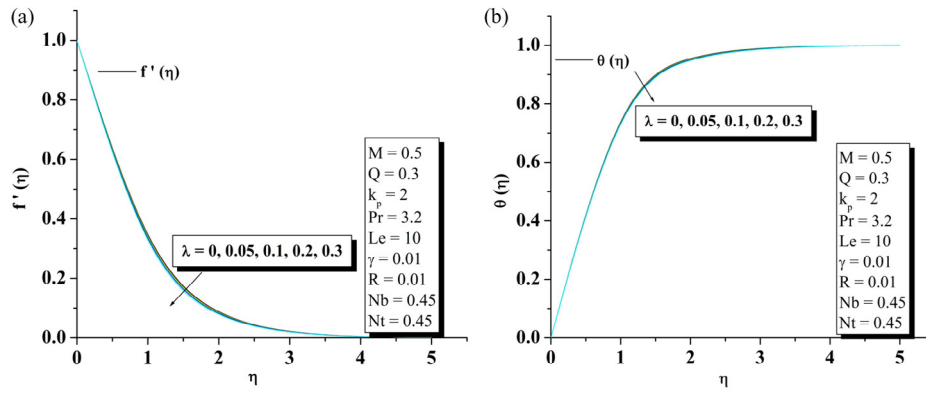 (a)
1.0
0.8
0.6
0.4
0.2
0.0
f ' (η)
f ' (η)
λ = 0, 0.05, 0.1, 0.2, 0.3
M = 0.5
Q = 0.3
kp = 2
Pr = 3.2
Le = 10
γ = 0.01
R = 0.01
Nb = 0.45
Nt = 0.45
0 1 2 3 4 5
η
(b)
1.0
0.8
0.6
0.4
0.2
0.0
θ (η)
θ (η)
λ = 0, 0.05, 0.1, 0.2, 0.3
M = 0.5
Q = 0.3
kp = 2
Pr = 3.2
Le = 10
γ = 0.01
R = 0.01
Nb = 0.45
Nt = 0.45
0 1 2 3 4 5
η